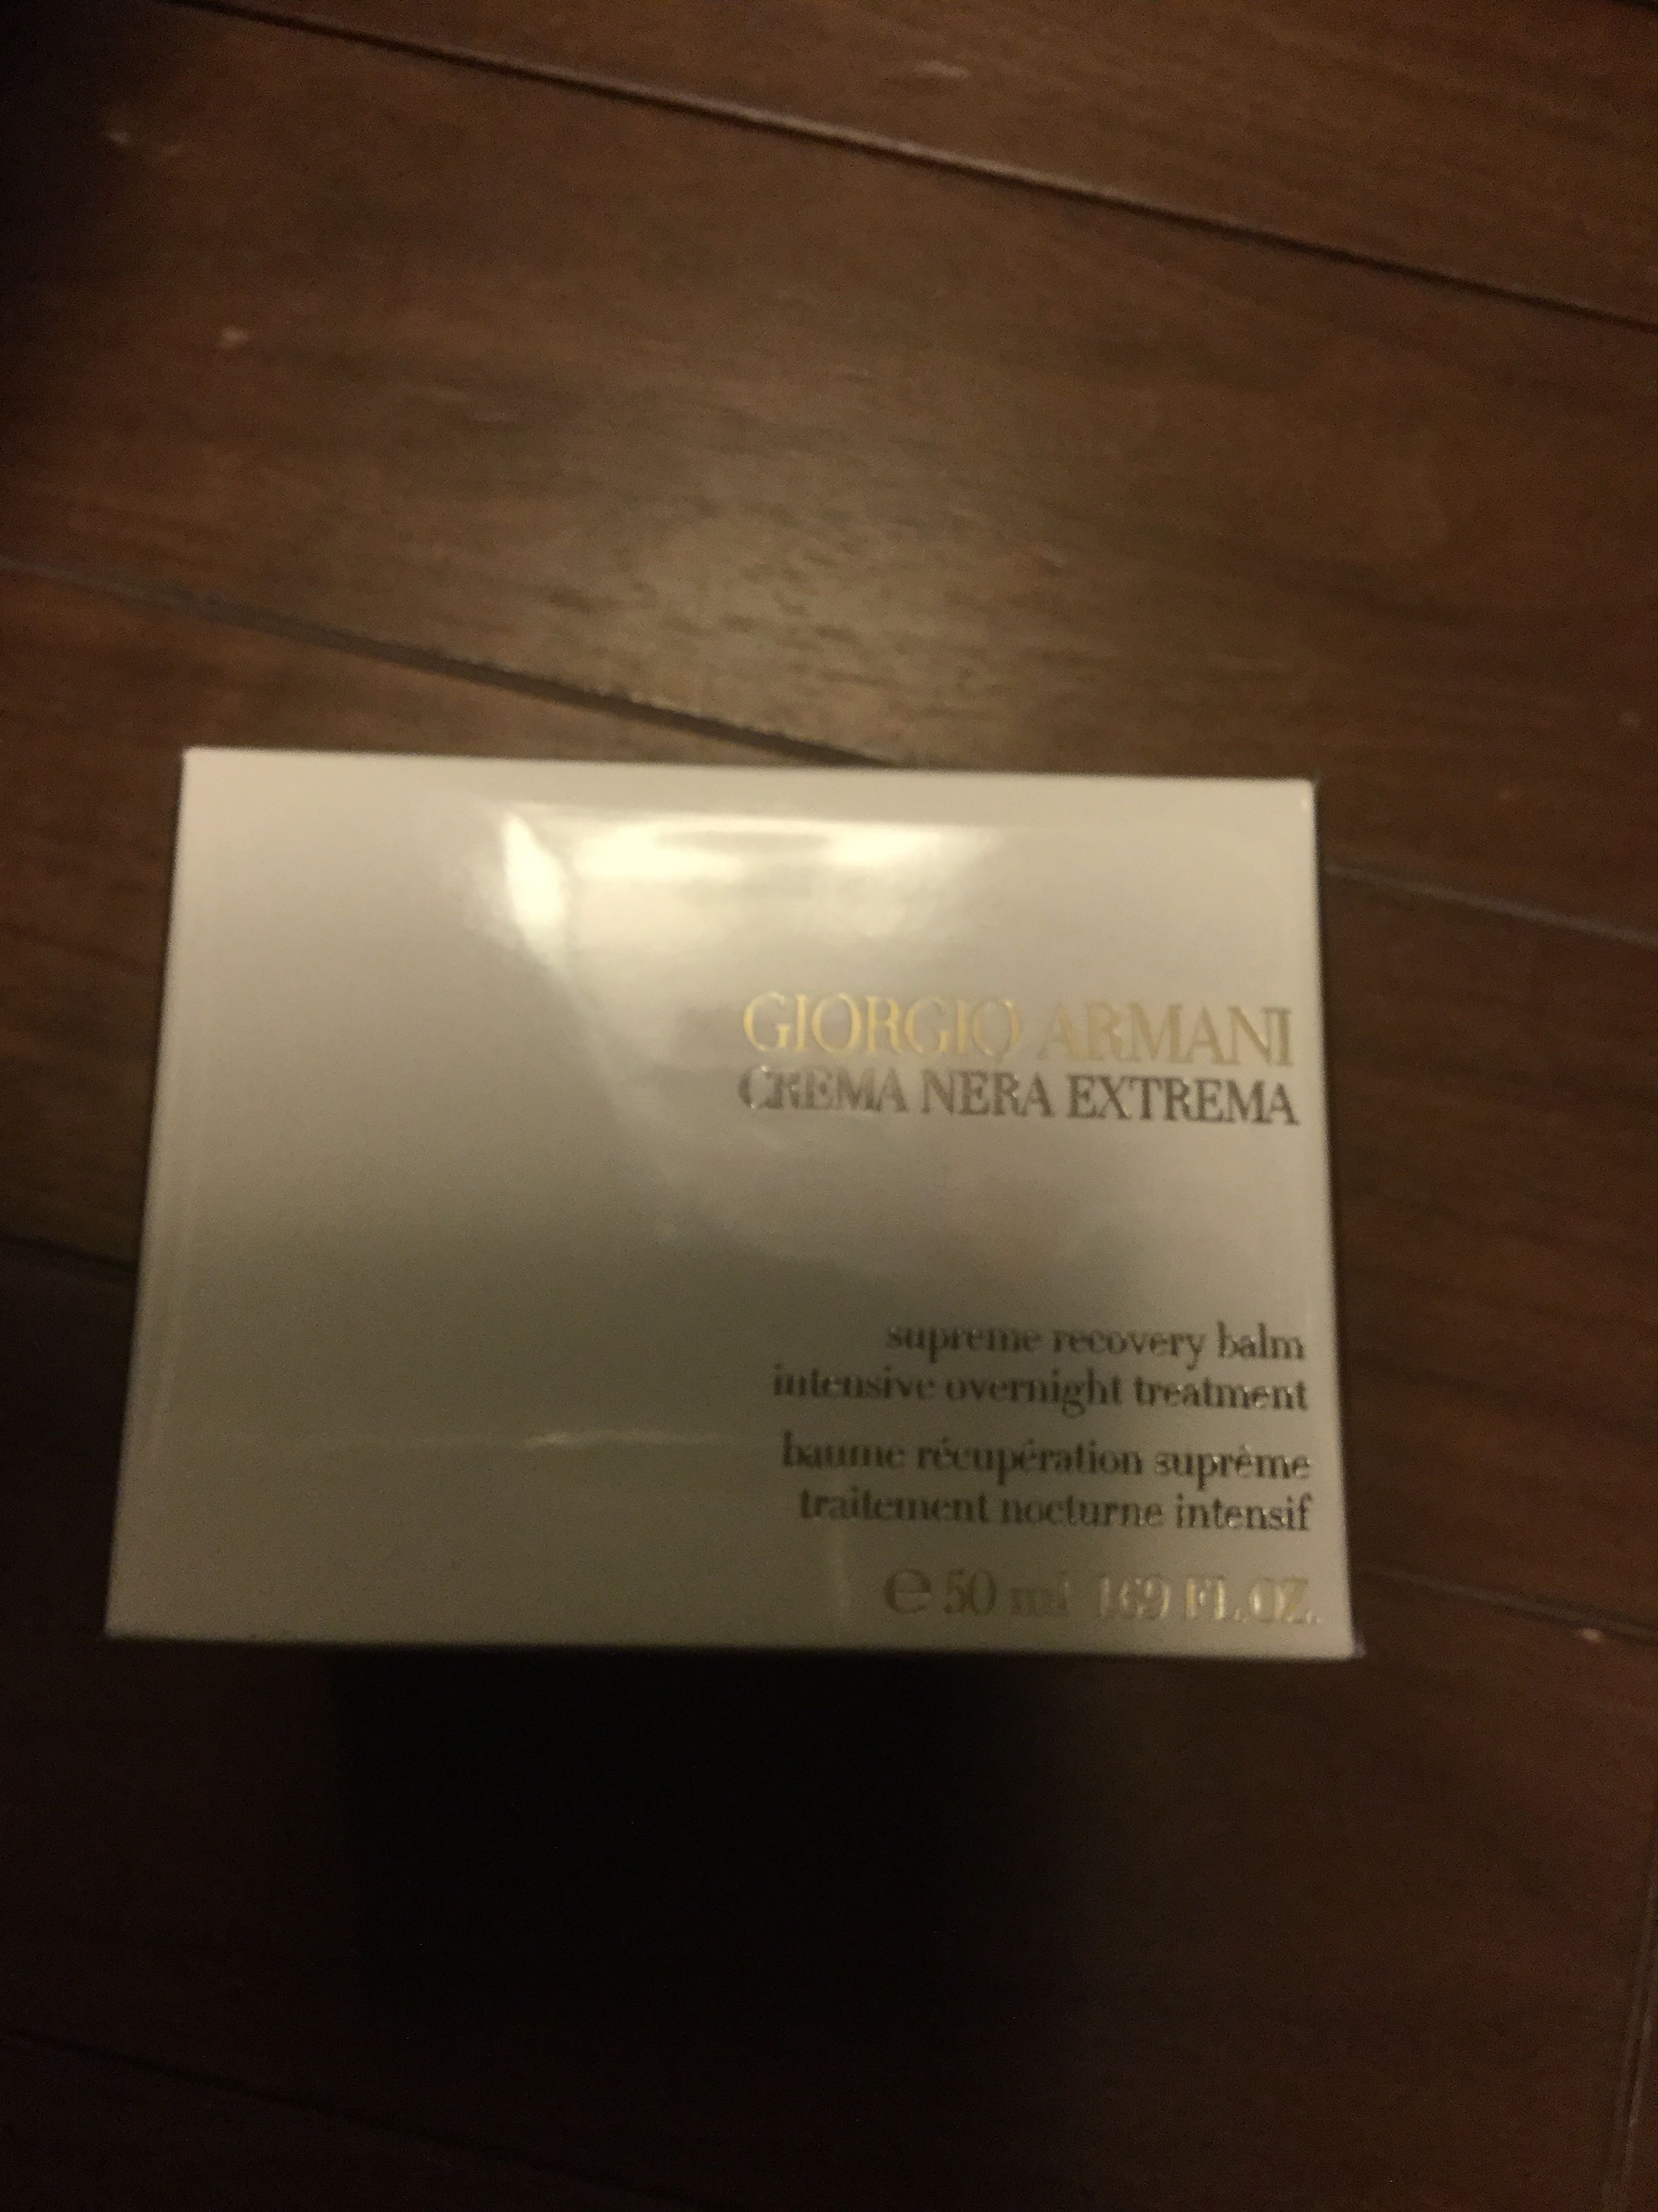 GIORGIO ARMANI
CREMA NERA EXTREMA
supreme recovery balm
intensive overnight treatment
baume récupération suprême
traitement nocturne intensif
℮ 50 ml 1.69 FL.OZ.